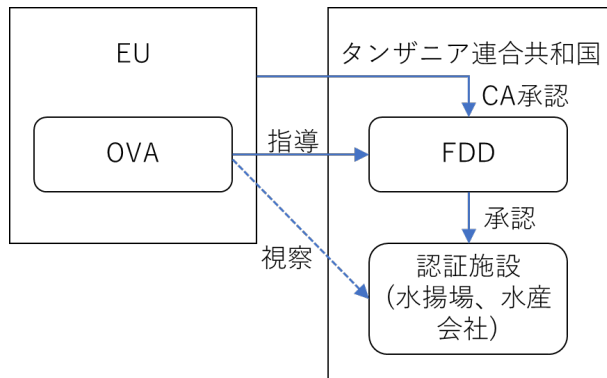 EU
タンザニア連合共和国
CA承認
OVA
指導
FDD
承認
視察
認証施設
(水揚場、水産
会社)